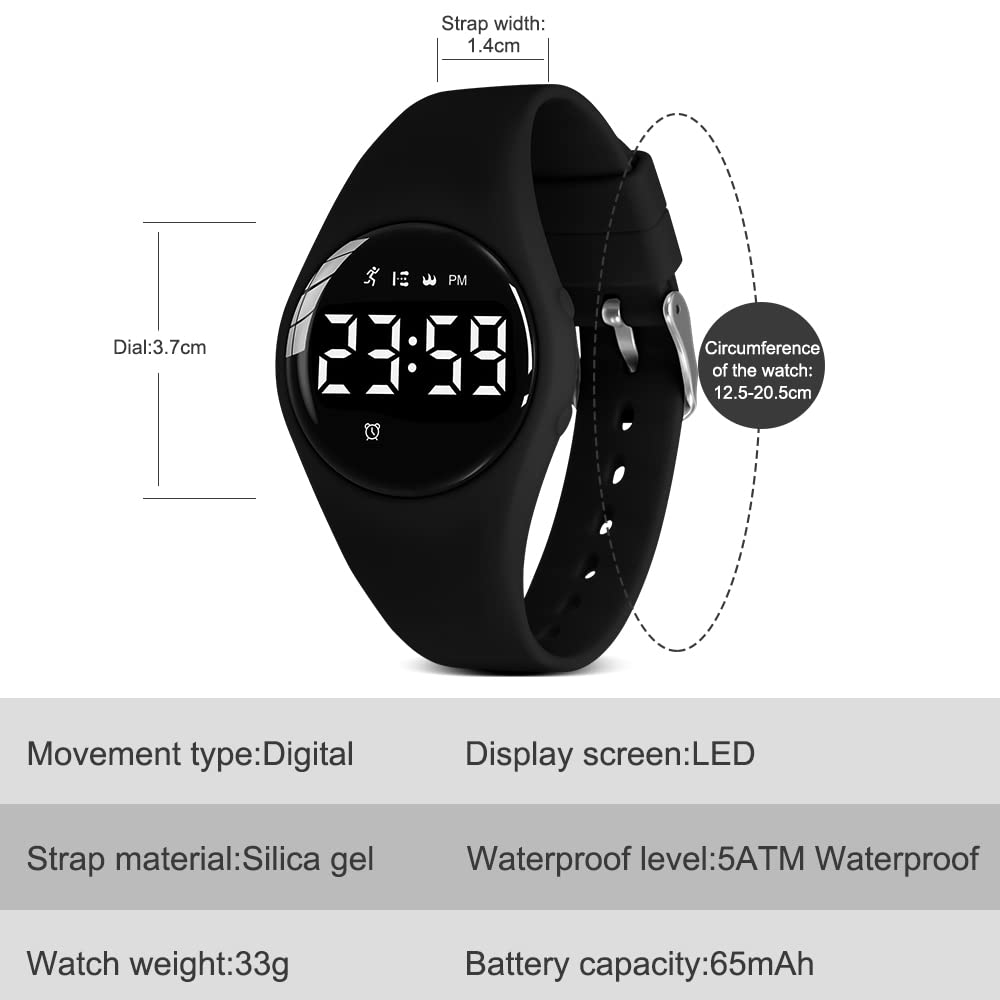 Strap width:
1.4cm
PM
23:59
Dial:3.7cm
Circumference
of the watch:
12.5-20.5cm
Movement type:Digital
Display screen:LED
Strap material:Silica gel
Waterproof level:5ATM Waterproof
Watch weight:33g
Battery capacity:65mAh